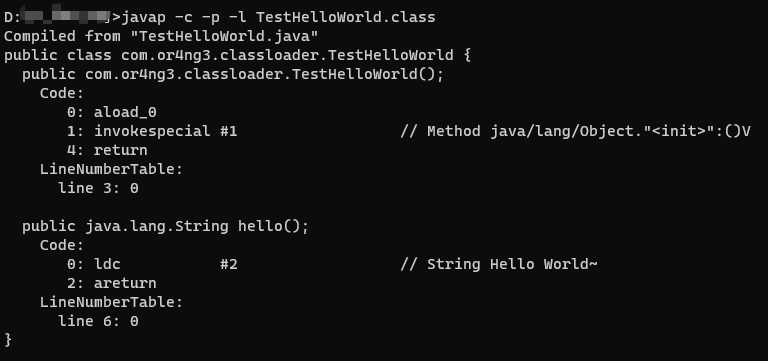 D:>javap -c -p -l TestHelloWorld.class
Compiled from "TestHelloWorld.java"
public class com.or4ng3.classloader.TestHelloWorld {
  public com.or4ng3.classloader.TestHelloWorld();
    Code:
       0: aload_0
       1: invokespecial #1                  // Method java/lang/Object."<init>":()V
       4: return
    LineNumberTable:
      line 3: 0

  public java.lang.String hello();
    Code:
       0: ldc           #2                  // String Hello World~
       2: areturn
    LineNumberTable:
      line 6: 0
}